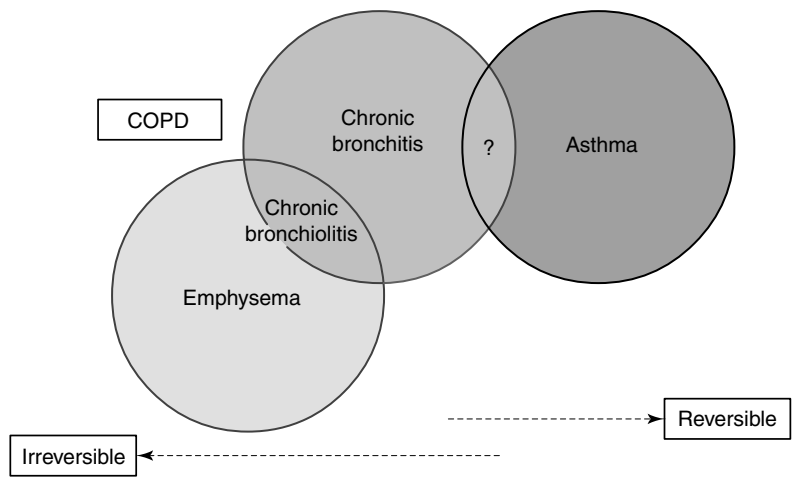 COPD
Chronic
bronchitis
?
Asthma
Chronic
bronchiolitis
Emphysema
Reversible
Irreversible